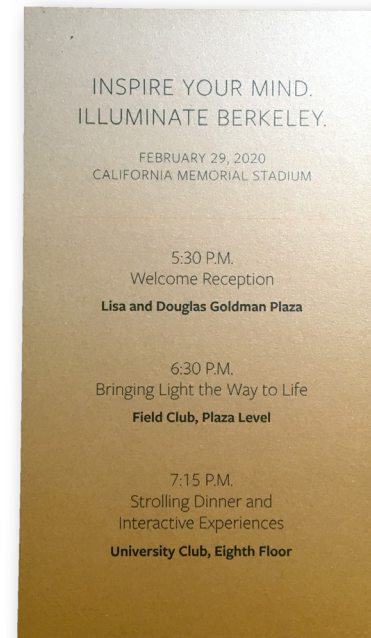 INSPIRE YOUR MIND.
ILLUMINATE BERKELEY.
FEBRUARY 29, 2020
CALIFORNIA MEMORIAL STADIUM
5:30 P.M.
Welcome Reception
Lisa and Douglas Goldman Plaza
6:30 P.M.
Bringing Light the Way to Life
Field Club, Plaza Level
7:15 P.M.
Strolling Dinner and
Interactive Experiences
University Club, Eighth Floor